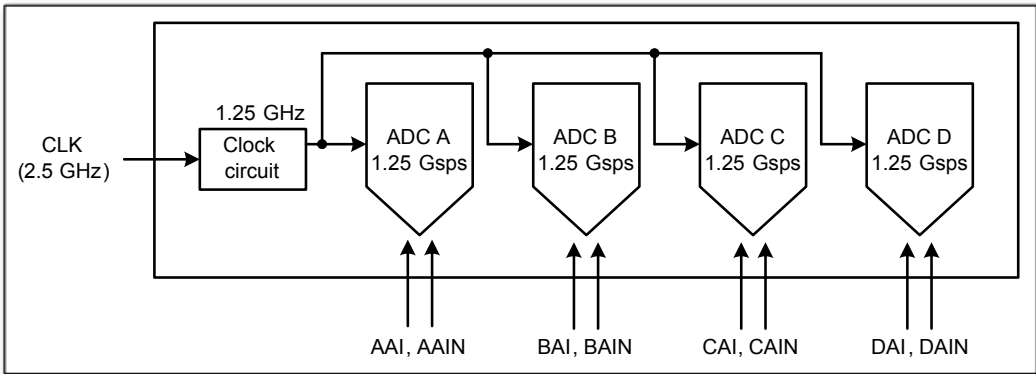 1.25 GHz
CLK
(2.5 GHz)
Clock
circuit
ADC A
1.25 Gsps
ADC B
1.25 Gsps
ADC C
1.25 Gsps
ADC D
1.25 Gsps
AAI, AAIN
BAI, BAIN
CAI, CAIN
DAI, DAIN